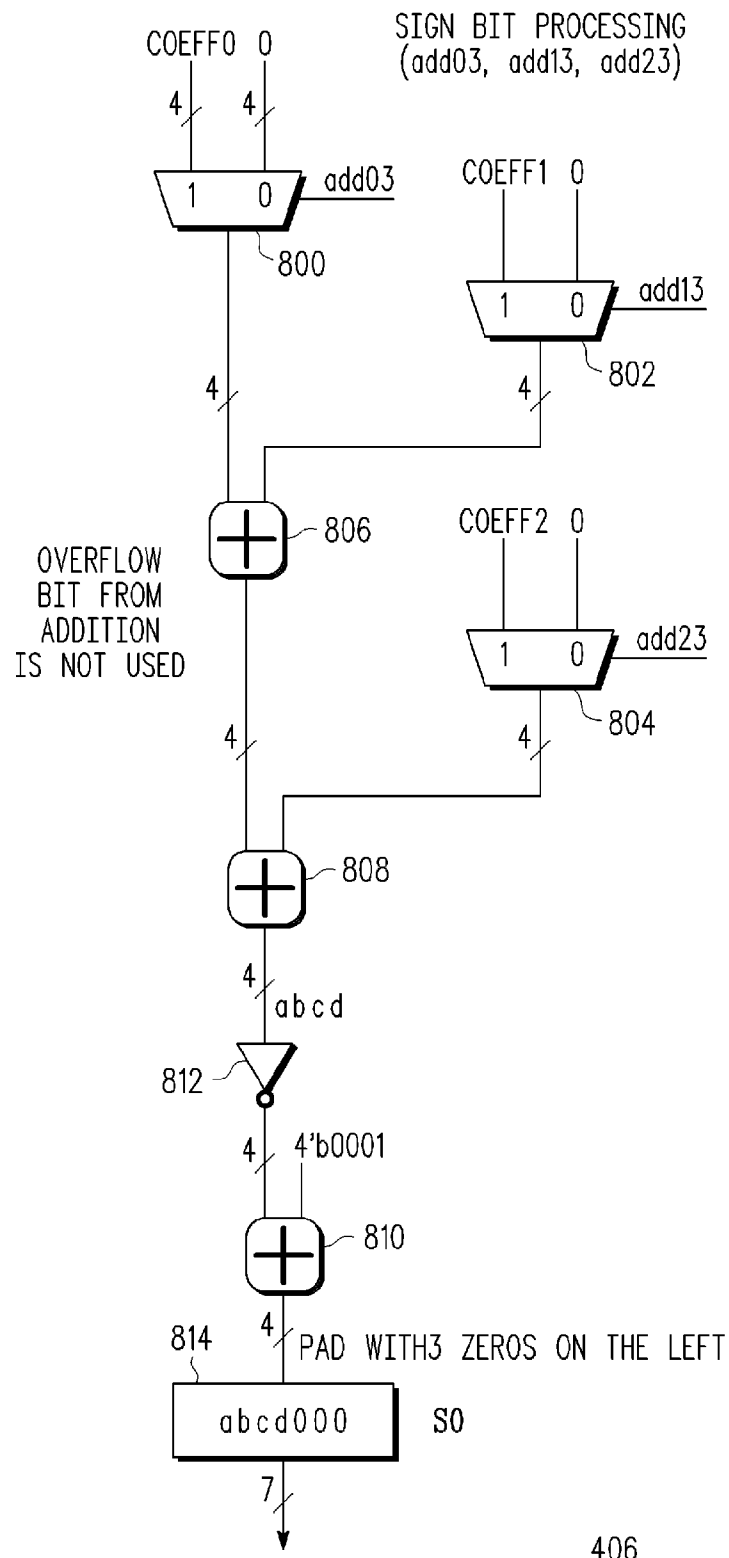 SIGN BIT PROCESSING
(add03, add13, add23)
COEFF0 0
4 4
1 0 add03
800
COEFF1 0
1 0 add13
802
4 4
806
OVERFLOW
BIT FROM
ADDITION
IS NOT USED
COEFF2 0
1 0 add23
804
4 4
808
4
abcd
812
4 4'b0001
810
4
PAD WITH3 ZEROS ON THE LEFT
814
abcd000 S0
7
406